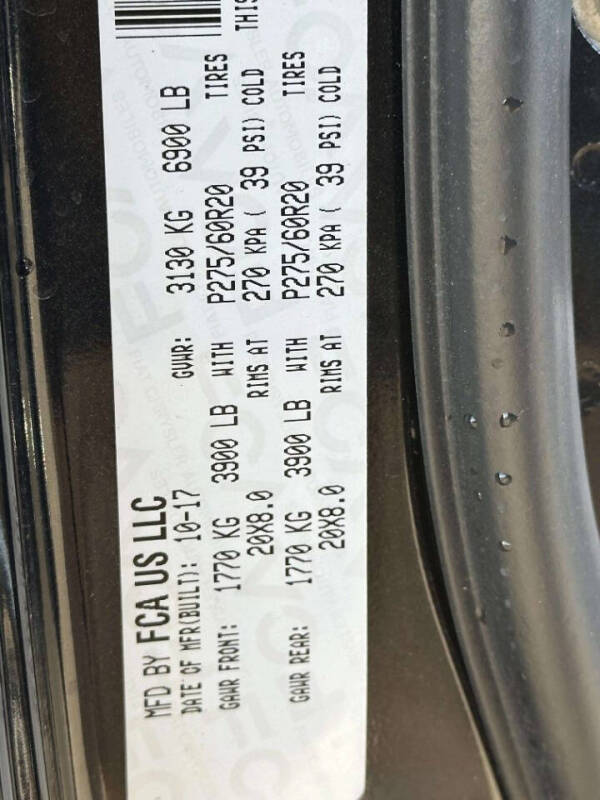 MFD BY FCA US LLC
DATE OF MFR(BUILT): 10-17 GVWR: 3130 KG 6900 LB
GAWR FRONT: 1770 KG 3900 LB WITH P275/60R20 TIRES THIS
20X8.0 RIMS AT 270 KPA ( 39 PSI) COLD
GAWR REAR: 1770 KG 3900 LB WITH P275/60R20 TIRES
20X8.0 RIMS AT 270 KPA ( 39 PSI) COLD